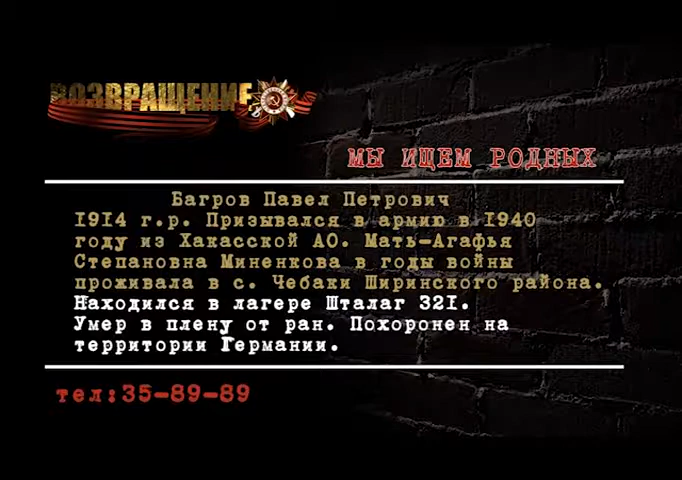 ВОЗВРАЩЕНИЕ
МЫ ИЩЕМ РОДНЫХ
Багров Павел Петрович
1914 г.р. Призывался в армию в 1940
году из Хакасской АО. Мать-Агафья
Степановна Миненкова в годы войны
проживала в с. Чебаки Ширинского района.
Находился в лагере Шталаг 321.
Умер в плену от ран. Похоронен на
территории Германии.
тел:35-89-89